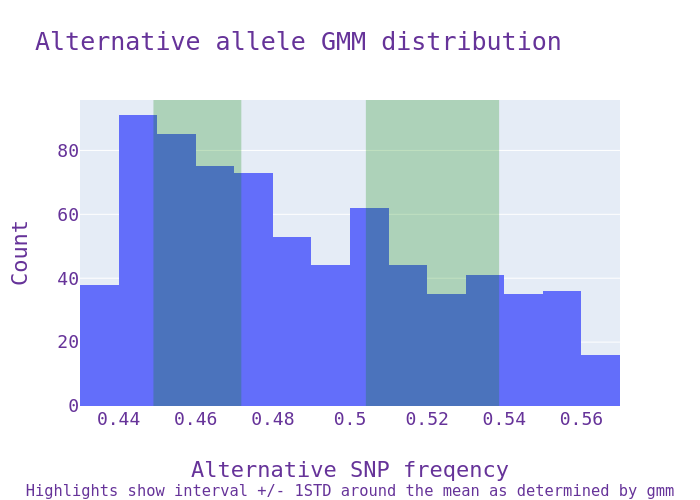 Alternative allele GMM distribution
Count
80
60
40
20
0
0.44 0.46 0.48 0.5 0.52 0.54 0.56
Alternative SNP freqency
Highlights show interval +/- 1STD around the mean as determined by gmm